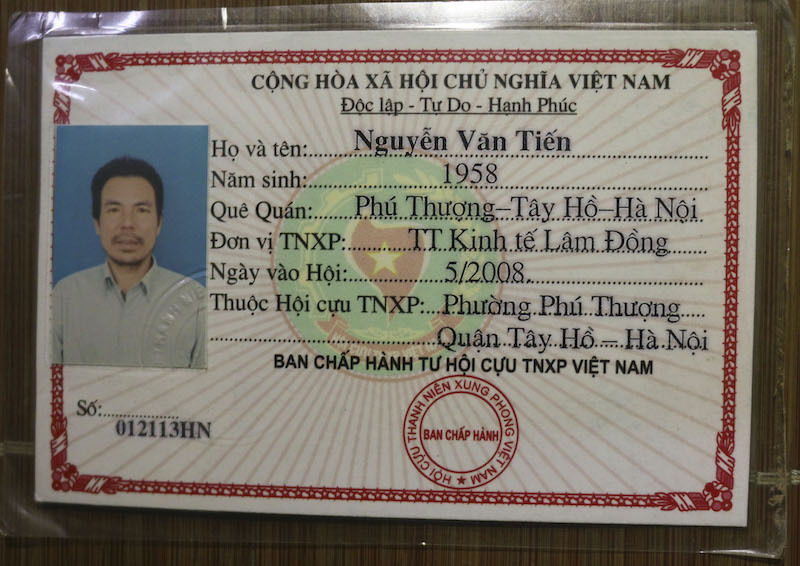 CỘNG HÒA XÃ HỘI CHỦ NGHĨA VIỆT NAM
Độc lập - Tự Do - Hạnh Phúc
Họ và tên:.....Nguyễn Văn Tiến
Năm sinh:.....1958
Quê Quán:.....Phú Thượng–Tây Hồ–Hà Nội
Đơn vị TNXP:.....TT Kinh tế Lâm Đồng
Ngày vào Hội:.....5/2008
Thuộc Hội cựu TNXP:...Phường Phú Thượng
Quận Tây Hồ – Hà Nội
BAN CHẤP HÀNH TƯ HỘI CỰU TNXP VIỆT NAM
Số:.....
012113HN
HỘI CỰU THANH NIÊN XUNG PHONG VIỆT NAM
BAN CHẤP HÀNH